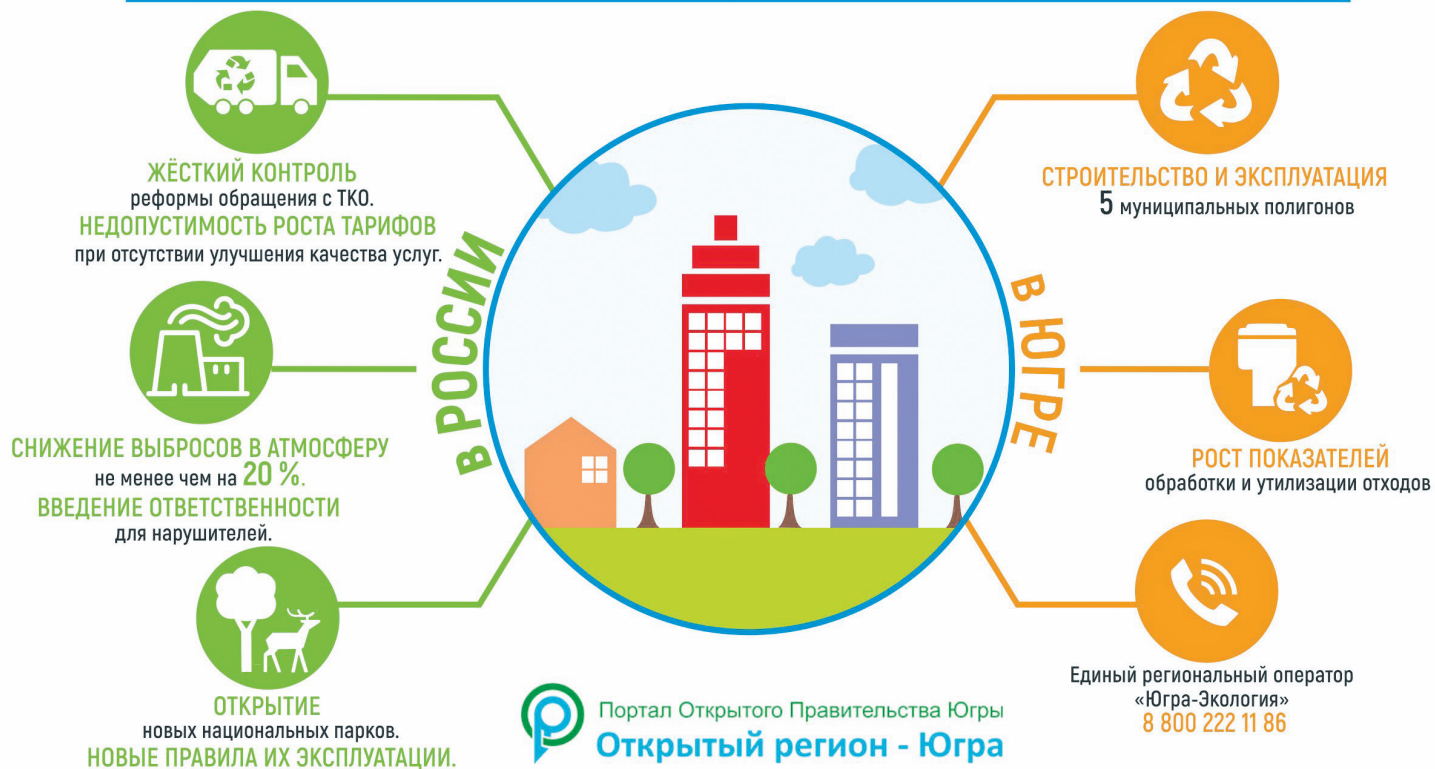 ЖЁСТКИЙ КОНТРОЛЬ
реформы обращения с ТКО.
НЕДОПУСТИМОСТЬ РОСТА ТАРИФОВ
при отсутствии улучшения качества услуг.
СНИЖЕНИЕ ВЫБРОСОВ В АТМОСФЕРУ
не менее чем на 20 %.
ВВЕДЕНИЕ ОТВЕТСТВЕННОСТИ
для нарушителей.
ОТКРЫТИЕ
новых национальных парков.
НОВЫЕ ПРАВИЛА ИХ ЭКСПЛУАТАЦИИ.
в РОССИИ
в ЮГРЕ
СТРОИТЕЛЬСТВО И ЭКСПЛУАТАЦИЯ
5 муниципальных полигонов
РОСТ ПОКАЗАТЕЛЕЙ
обработки и утилизации отходов
Единый региональный оператор
«Югра-Экология»
8 800 222 11 86
Портал Открытого Правительства Югры
Открытый регион - Югра